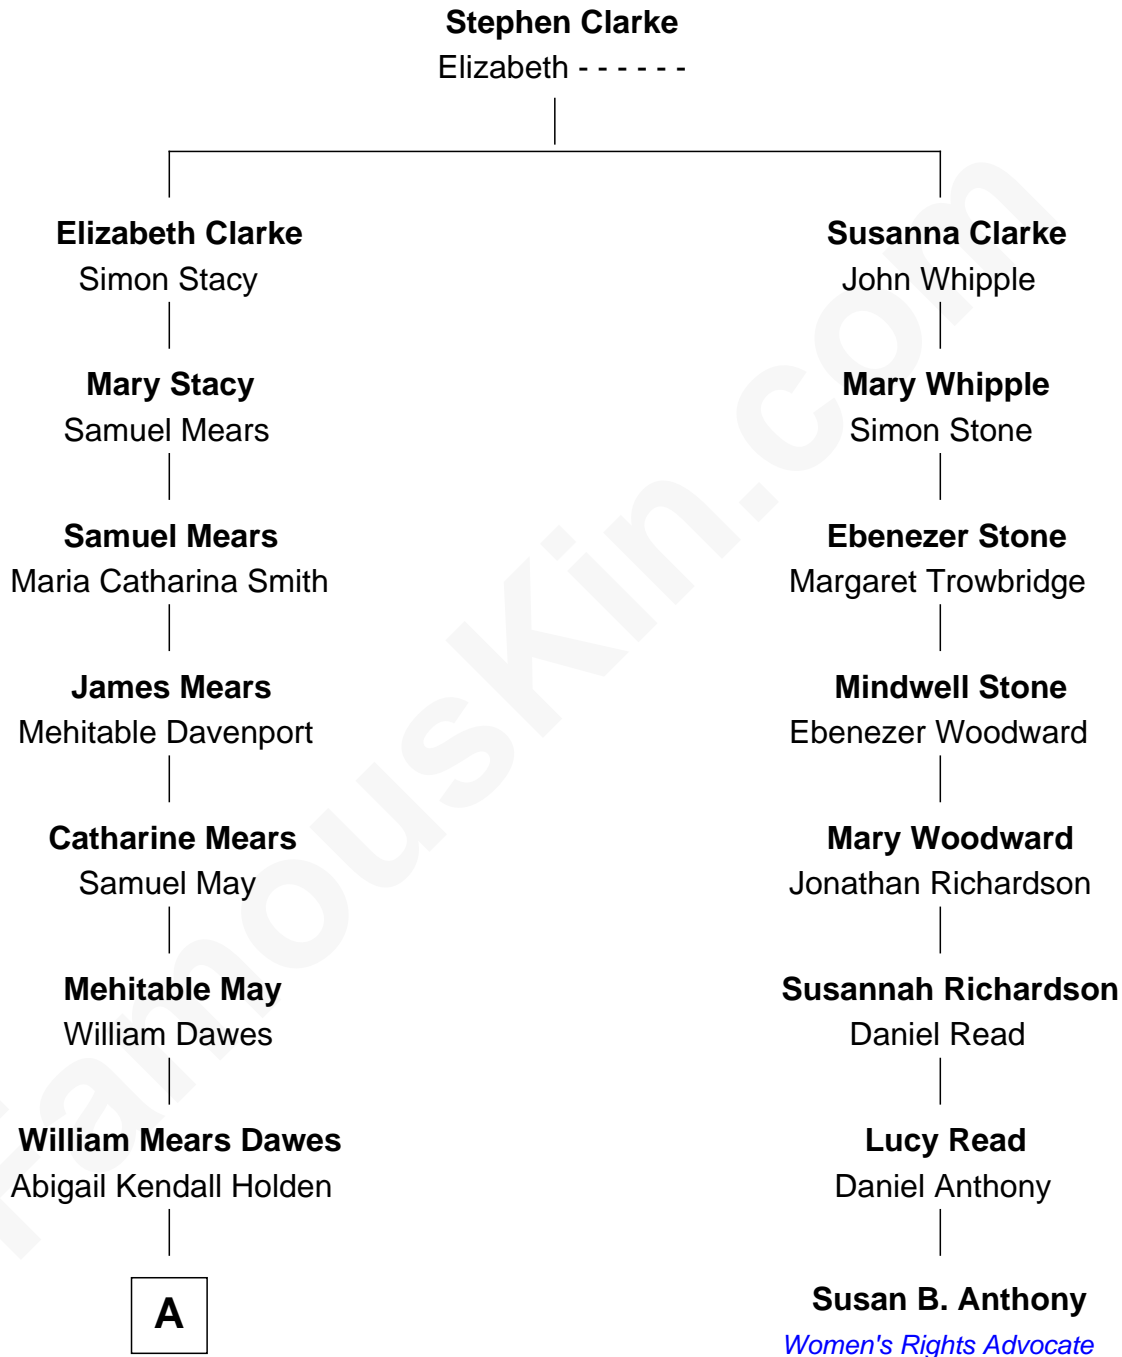 Stephen Clarke
Elizabeth - - - - - -
Elizabeth Clarke
Simon Stacy
Susanna Clarke
John Whipple
Mary Stacy
Samuel Mears
Mary Whipple
Simon Stone
Samuel Mears
Maria Catharina Smith
Ebenezer Stone
Margaret Trowbridge
James Mears
Mehitable Davenport
Mindwell Stone
Ebenezer Woodward
Catharine Mears
Samuel May
Mary Woodward
Jonathan Richardson
Mehitable May
William Dawes
Susannah Richardson
Daniel Read
William Mears Dawes
Abigail Kendall Holden
Lucy Read
Daniel Anthony
A
Susan B. Anthony
Women's Rights Advocate
FamousKin.com